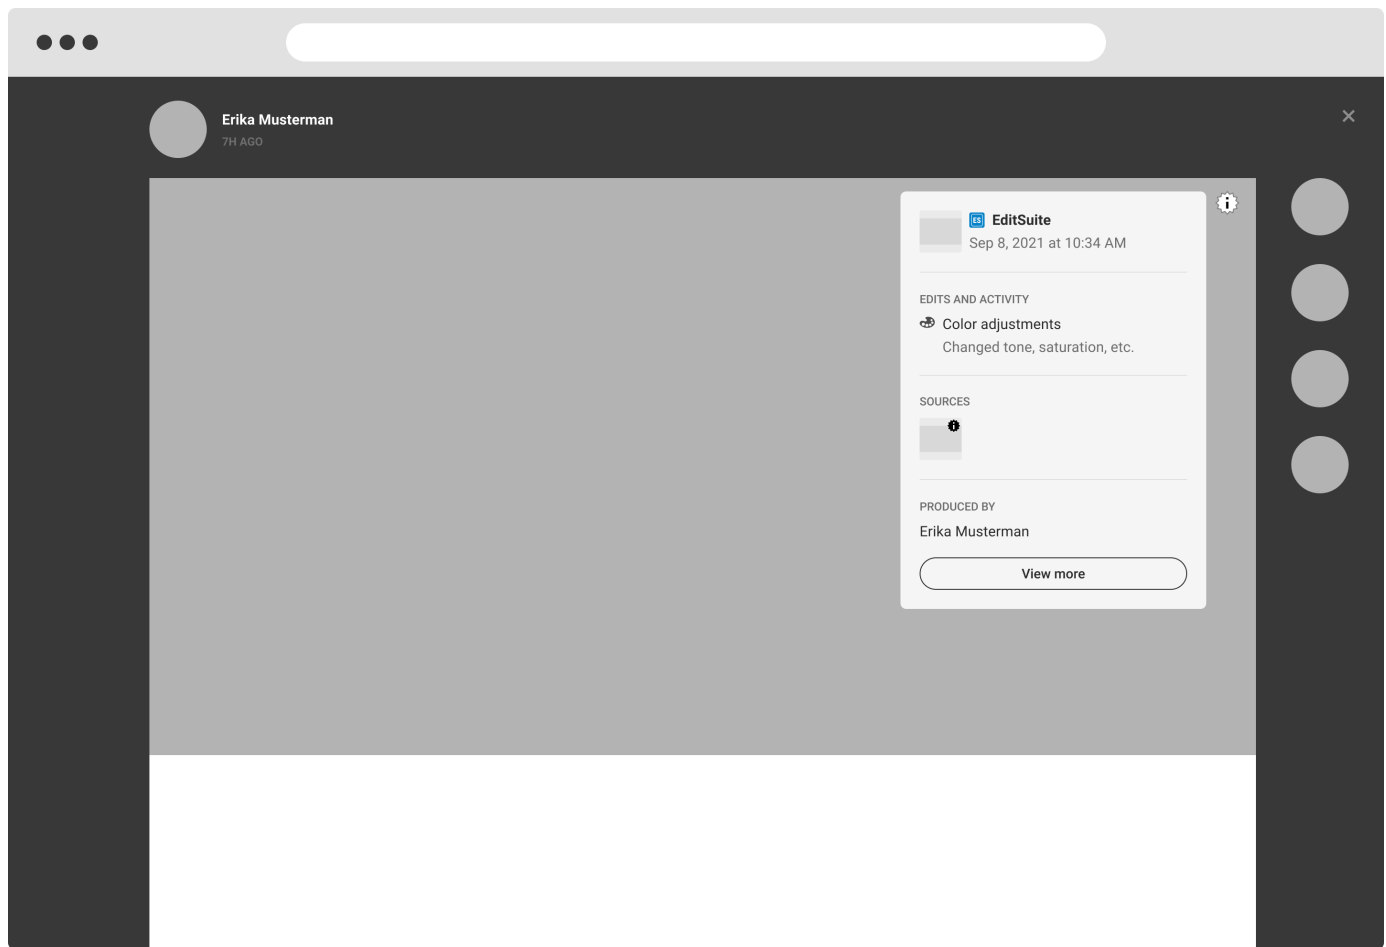 Erika Musterman
7H AGO
ES EditSuite
Sep 8, 2021 at 10:34 AM
EDITS AND ACTIVITY
Color adjustments
Changed tone, saturation, etc.
SOURCES
PRODUCED BY
Erika Musterman
View more